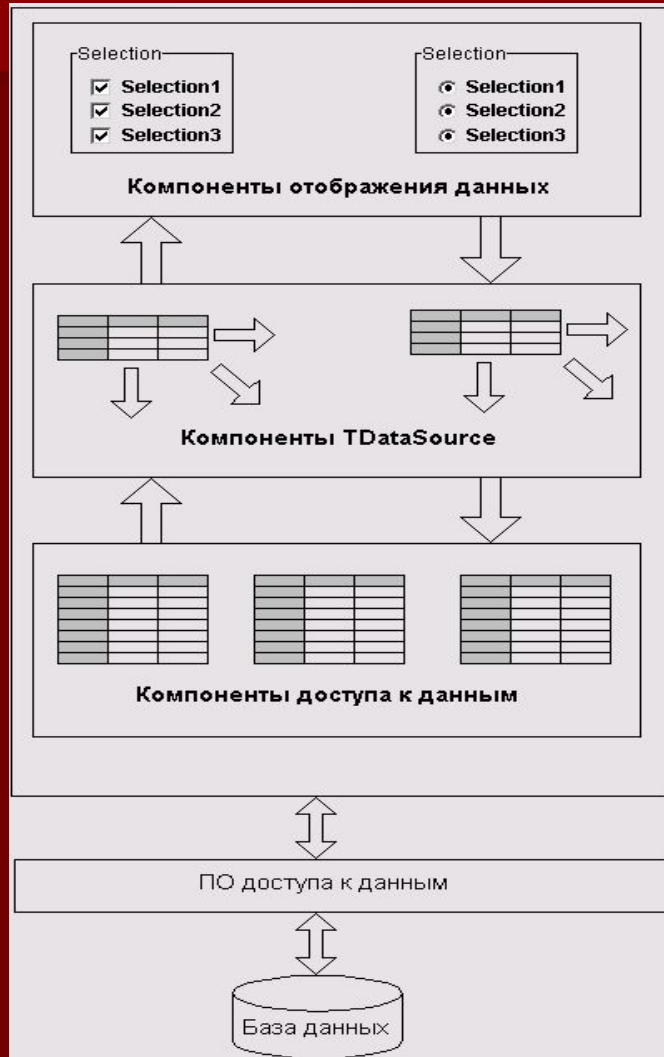 Selection
Selection1
Selection2
Selection3
Selection
Selection1
Selection2
Selection3
Компоненты отображения данных
Компоненты TDataSource
Компоненты доступа к данным
ПО доступа к данным
База данных